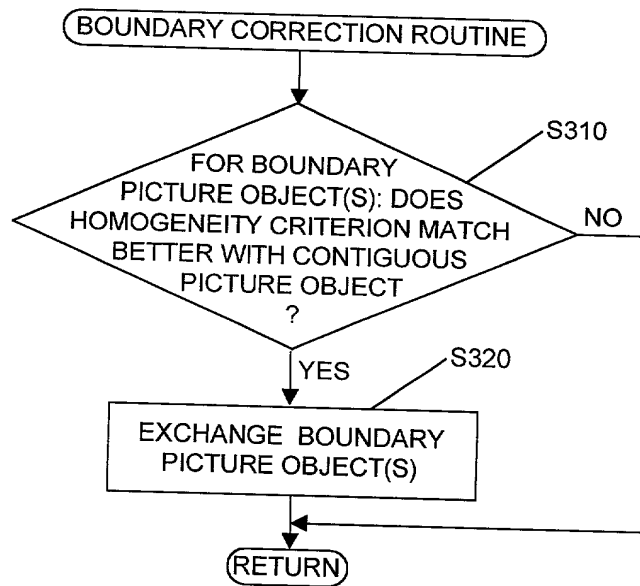 BOUNDARY CORRECTION ROUTINE
S310
FOR BOUNDARY
PICTURE OBJECT(S): DOES
HOMOGENEITY CRITERION MATCH
BETTER WITH CONTIGUOUS
PICTURE OBJECT
?
NO
YES
S320
EXCHANGE BOUNDARY
PICTURE OBJECT(S)
RETURN